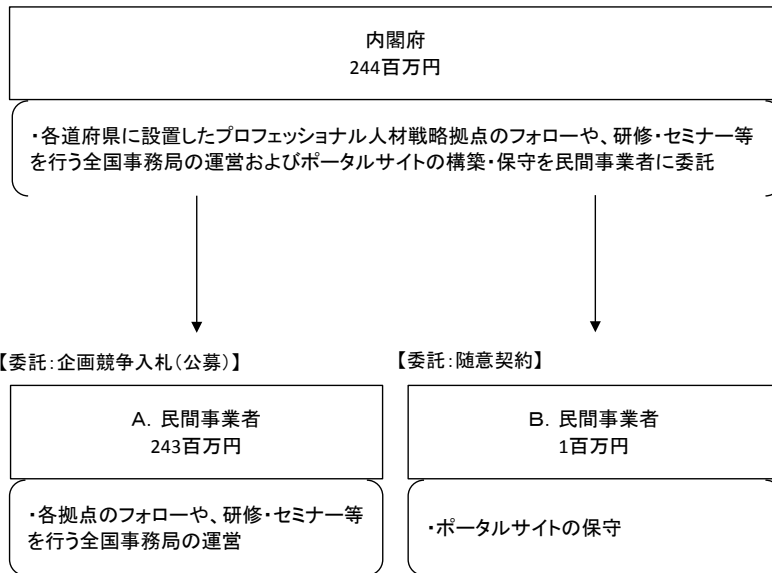 内閣府
244百万円
・各道府県に設置したプロフェッショナル人材戦略拠点のフォローや、研修・セミナー等
を行う全国事務局の運営およびポータルサイトの構築・保守を民間事業者に委託
【委託：企画競争入札（公募）】
【委託：随意契約】
A．民間事業者
243百万円
B．民間事業者
1百万円
・各拠点のフォローや、研修・セミナー等
を行う全国事務局の運営
・ポータルサイトの保守